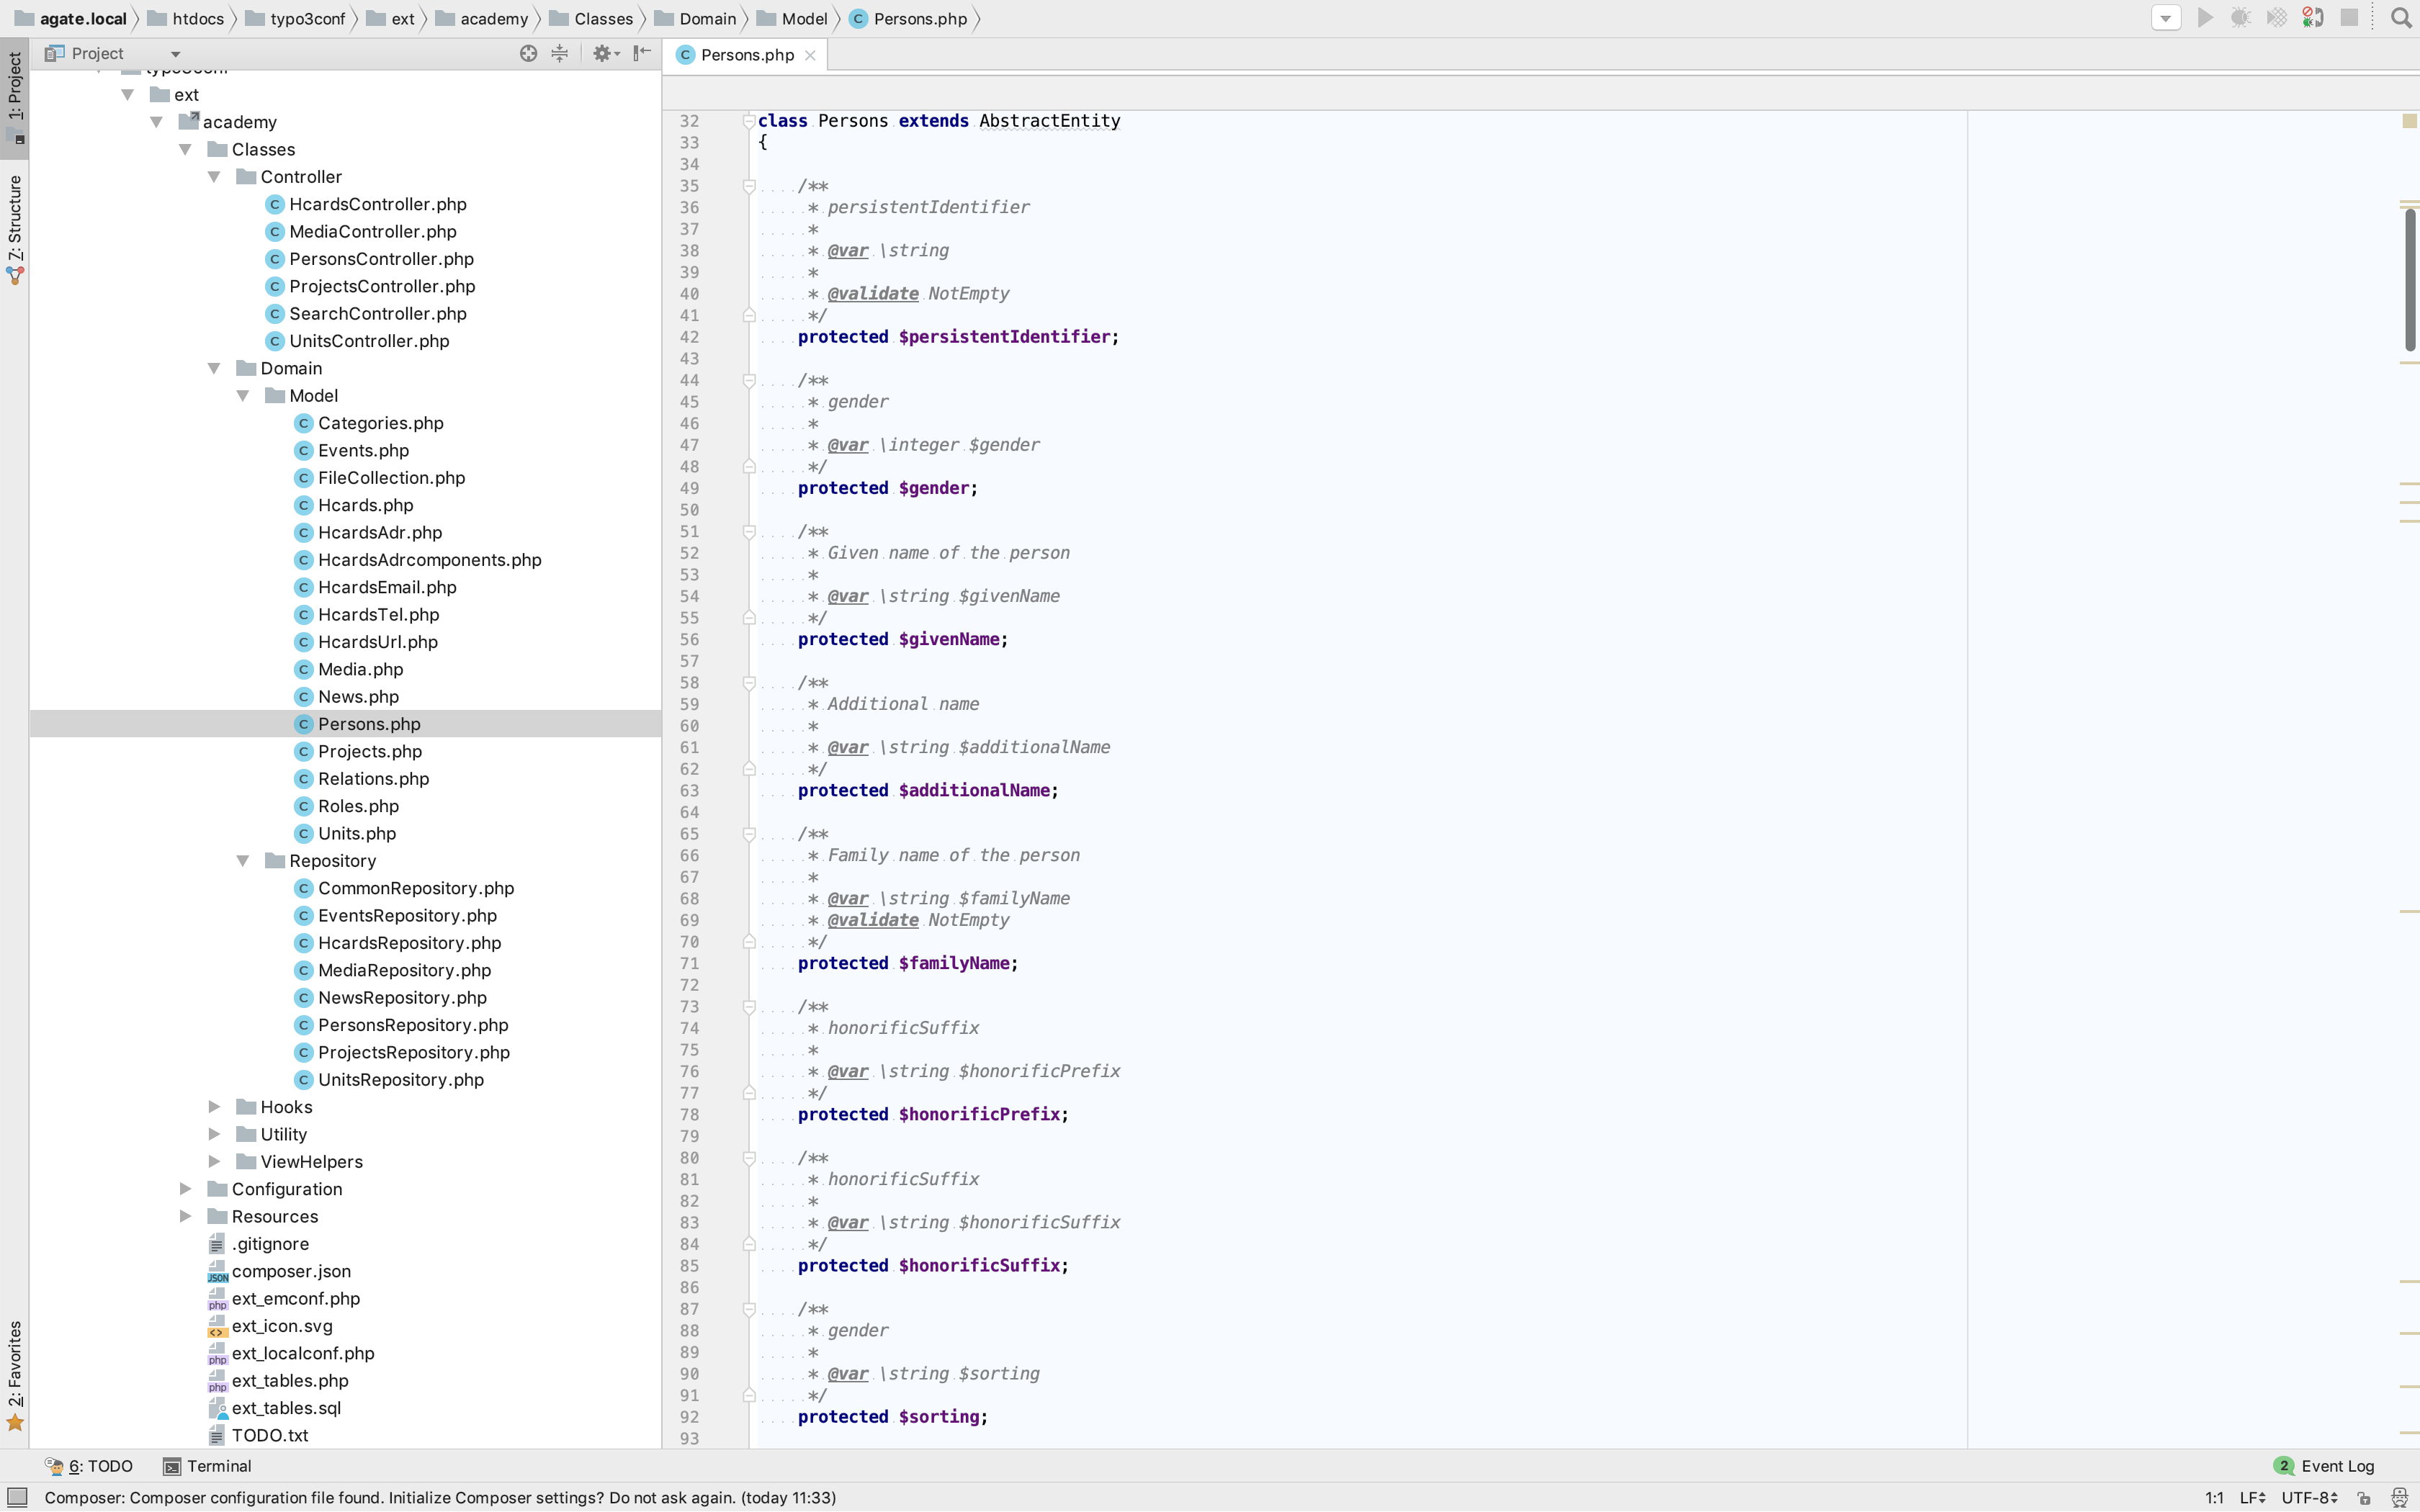 agate.local htdocs typo3conf ext academy Classes Domain Model Persons.php
Project
Persons.php
1: Project
7: Structure
2: Favorites
typo3conf
ext
academy
Classes
Controller
HcardsController.php
MediaController.php
PersonsController.php
ProjectsController.php
SearchController.php
UnitsController.php
Domain
Model
Categories.php
Events.php
FileCollection.php
Hcards.php
HcardsAdr.php
HcardsAdrcomponents.php
HcardsEmail.php
HcardsTel.php
HcardsUrl.php
Media.php
News.php
Persons.php
Projects.php
Relations.php
Roles.php
Units.php
Repository
CommonRepository.php
EventsRepository.php
HcardsRepository.php
MediaRepository.php
NewsRepository.php
PersonsRepository.php
ProjectsRepository.php
UnitsRepository.php
Hooks
Utility
ViewHelpers
Configuration
Resources
.gitignore
composer.json
ext_emconf.php
ext_icon.svg
ext_localconf.php
ext_tables.php
ext_tables.sql
TODO.txt
32 class Persons extends AbstractEntity
33 {
34
35 /**
36 * persistentIdentifier
37 *
38 * @var \string
39 *
40 * @validate NotEmpty
41 */
42 protected $persistentIdentifier;
43
44 /**
45 * gender
46 *
47 * @var \integer $gender
48 */
49 protected $gender;
50
51 /**
52 * Given name of the person
53 *
54 * @var \string $givenName
55 */
56 protected $givenName;
57
58 /**
59 * Additional name
60 *
61 * @var \string $additionalName
62 */
63 protected $additionalName;
64
65 /**
66 * Family name of the person
67 *
68 * @var \string $familyName
69 * @validate NotEmpty
70 */
71 protected $familyName;
72
73 /**
74 * honorificSuffix
75 *
76 * @var \string $honorificPrefix
77 */
78 protected $honorificPrefix;
79
80 /**
81 * honorificSuffix
82 *
83 * @var \string $honorificSuffix
84 */
85 protected $honorificSuffix;
86
87 /**
88 * gender
89 *
90 * @var \string $sorting
91 */
92 protected $sorting;
93
6: TODO Terminal 2 Event Log
Composer: Composer configuration file found. Initialize Composer settings? Do not ask again. (today 11:33) 1:1 LF UTF-8